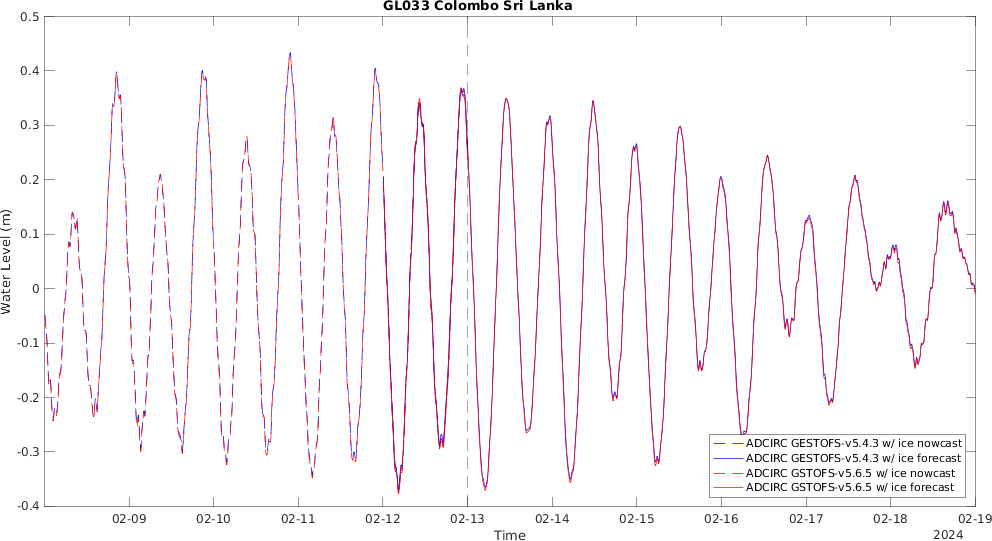 GL033 Colombo Sri Lanka
0.5
0.4
0.3
0.2
0.1
0
-0.1
-0.2
-0.3
-0.4
Water Level (m)
02-09 02-10 02-11 02-12 02-13 02-14 02-15 02-16 02-17 02-18 02-19
Time
2024
ADCIRC GESTOFS-v5.4.3 w/ ice nowcast
ADCIRC GESTOFS-v5.4.3 w/ ice forecast
ADCIRC GSTOFS-v5.6.5 w/ ice nowcast
ADCIRC GSTOFS-v5.6.5 w/ ice forecast